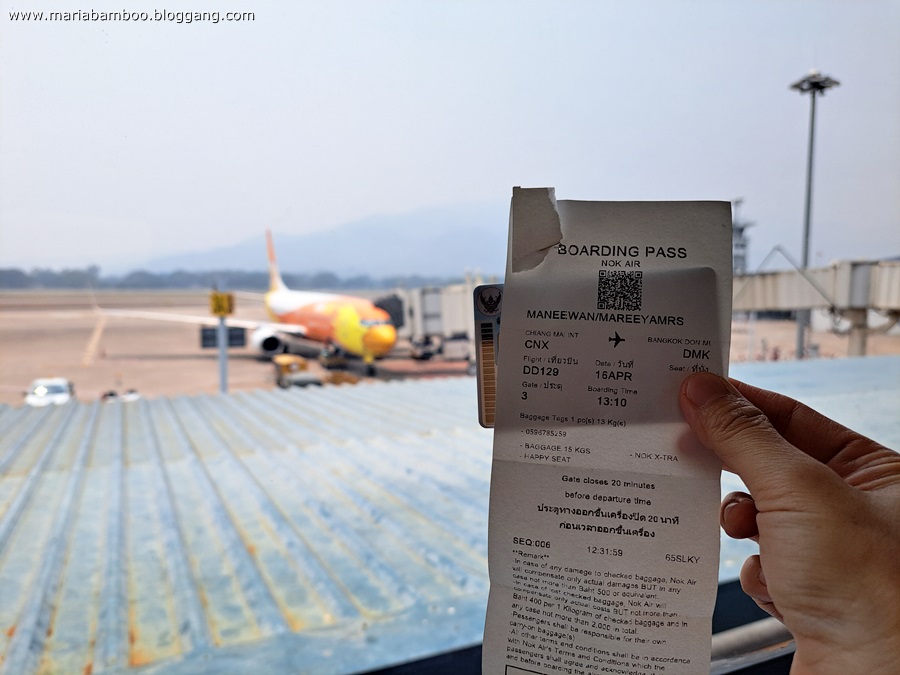 www.mariabamboo.bloggang.com
BOARDING PASS
NOK AIR
MANEEWAN/MAREEYAMRS
CHIANG MAI INT BANGKOK DON M
CNX DMK
Flight / เที่ยวบิน Date / วันที่ Seat / ที่นั่ง
DD129 16APR
Gate / ประตู Boarding Time
3 13:10
Baggage Tags 1 pc(s) 13 Kg(s)
- BAGGAGE 15 KGS - NOK X-TRA
- HAPPY SEAT
Gate closes 20 minutes
before departure time
ประตูทางออกขึ้นเครื่องปิด 20 นาที
ก่อนเวลาออกขึ้นเครื่อง
SEQ:006 12:31:59 65SLKY
**Remark**
In case of any damage to checked baggage, Nok Air
will compensate only actual damages BUT in any
case not more than Baht 500 or equivalent.
In case of lost checked baggage, Nok Air will
compensate only actual costs BUT not more than
Baht 400 per 1 Kilogram of checked baggage and in
any case not more than 2,000 in total.
Passengers shall be responsible for their own
carry-on baggage(s)
All other terms and conditions shall be in accordance
with Nok Air's Terms and Conditions which the
passengers shall agree and acknowledge
and before boarding the